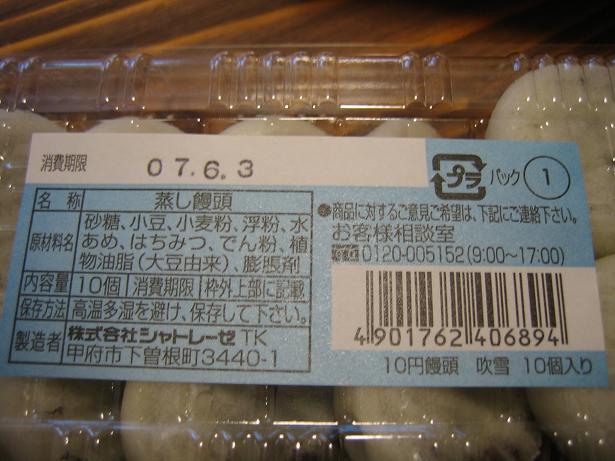 消費期限 07.6.3
プラ パック 1
名称 蒸し饅頭
原材料名 砂糖、小豆、小麦粉、浮粉、水
あめ、はちみつ、でん粉、植
物油脂(大豆由来)、膨脹剤
内容量 10個 消費期限 枠外上部に記載
保存方法 高温多湿を避け、保存して下さい。
製造者 株式会社シャトレーゼ TK
甲府市下曽根町3440-1
●商品に対するご意見ご希望は、下記にご連絡下さい。
お客様相談室
0120-005152(9:00~17:00)
4901762406894
10円饅頭 吹雪 10個入り